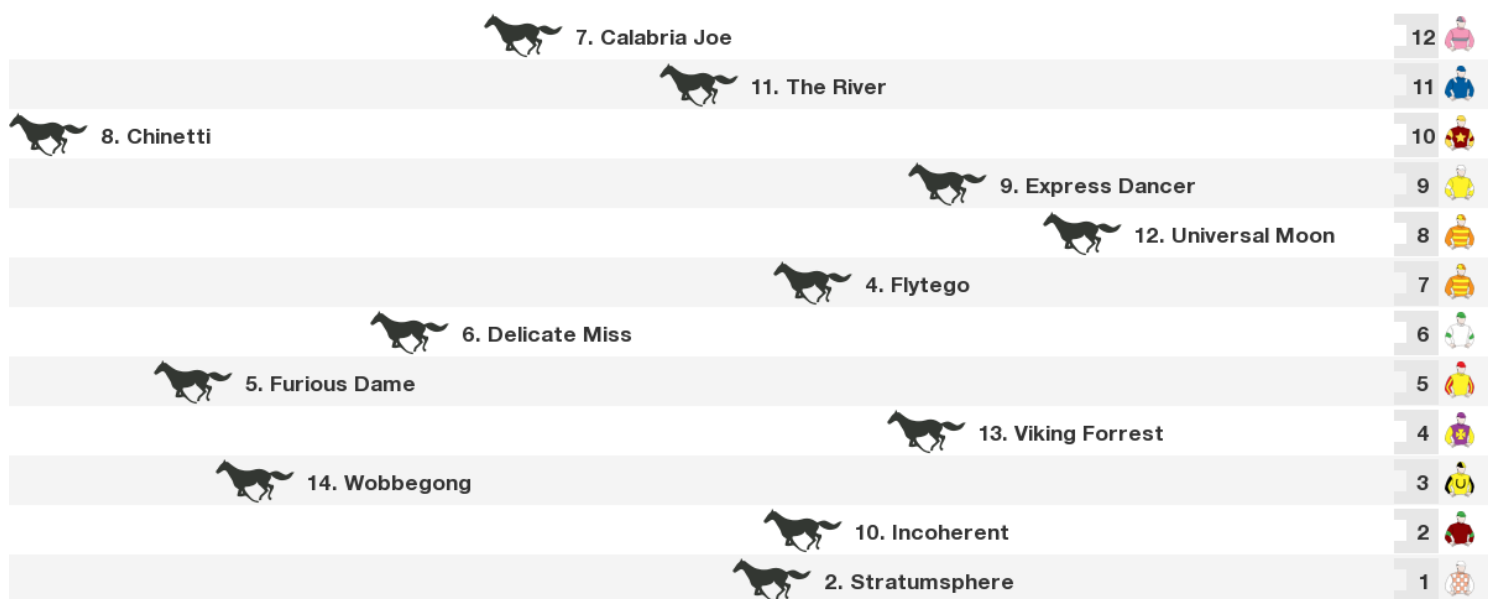 7. Calabria Joe 12
11. The River 11
8. Chinetti 10
9. Express Dancer 9
12. Universal Moon 8
4. Flytego 7
6. Delicate Miss 6
5. Furious Dame 5
13. Viking Forrest 4
14. Wobbegong 3
10. Incoherent 2
2. Stratumsphere 1